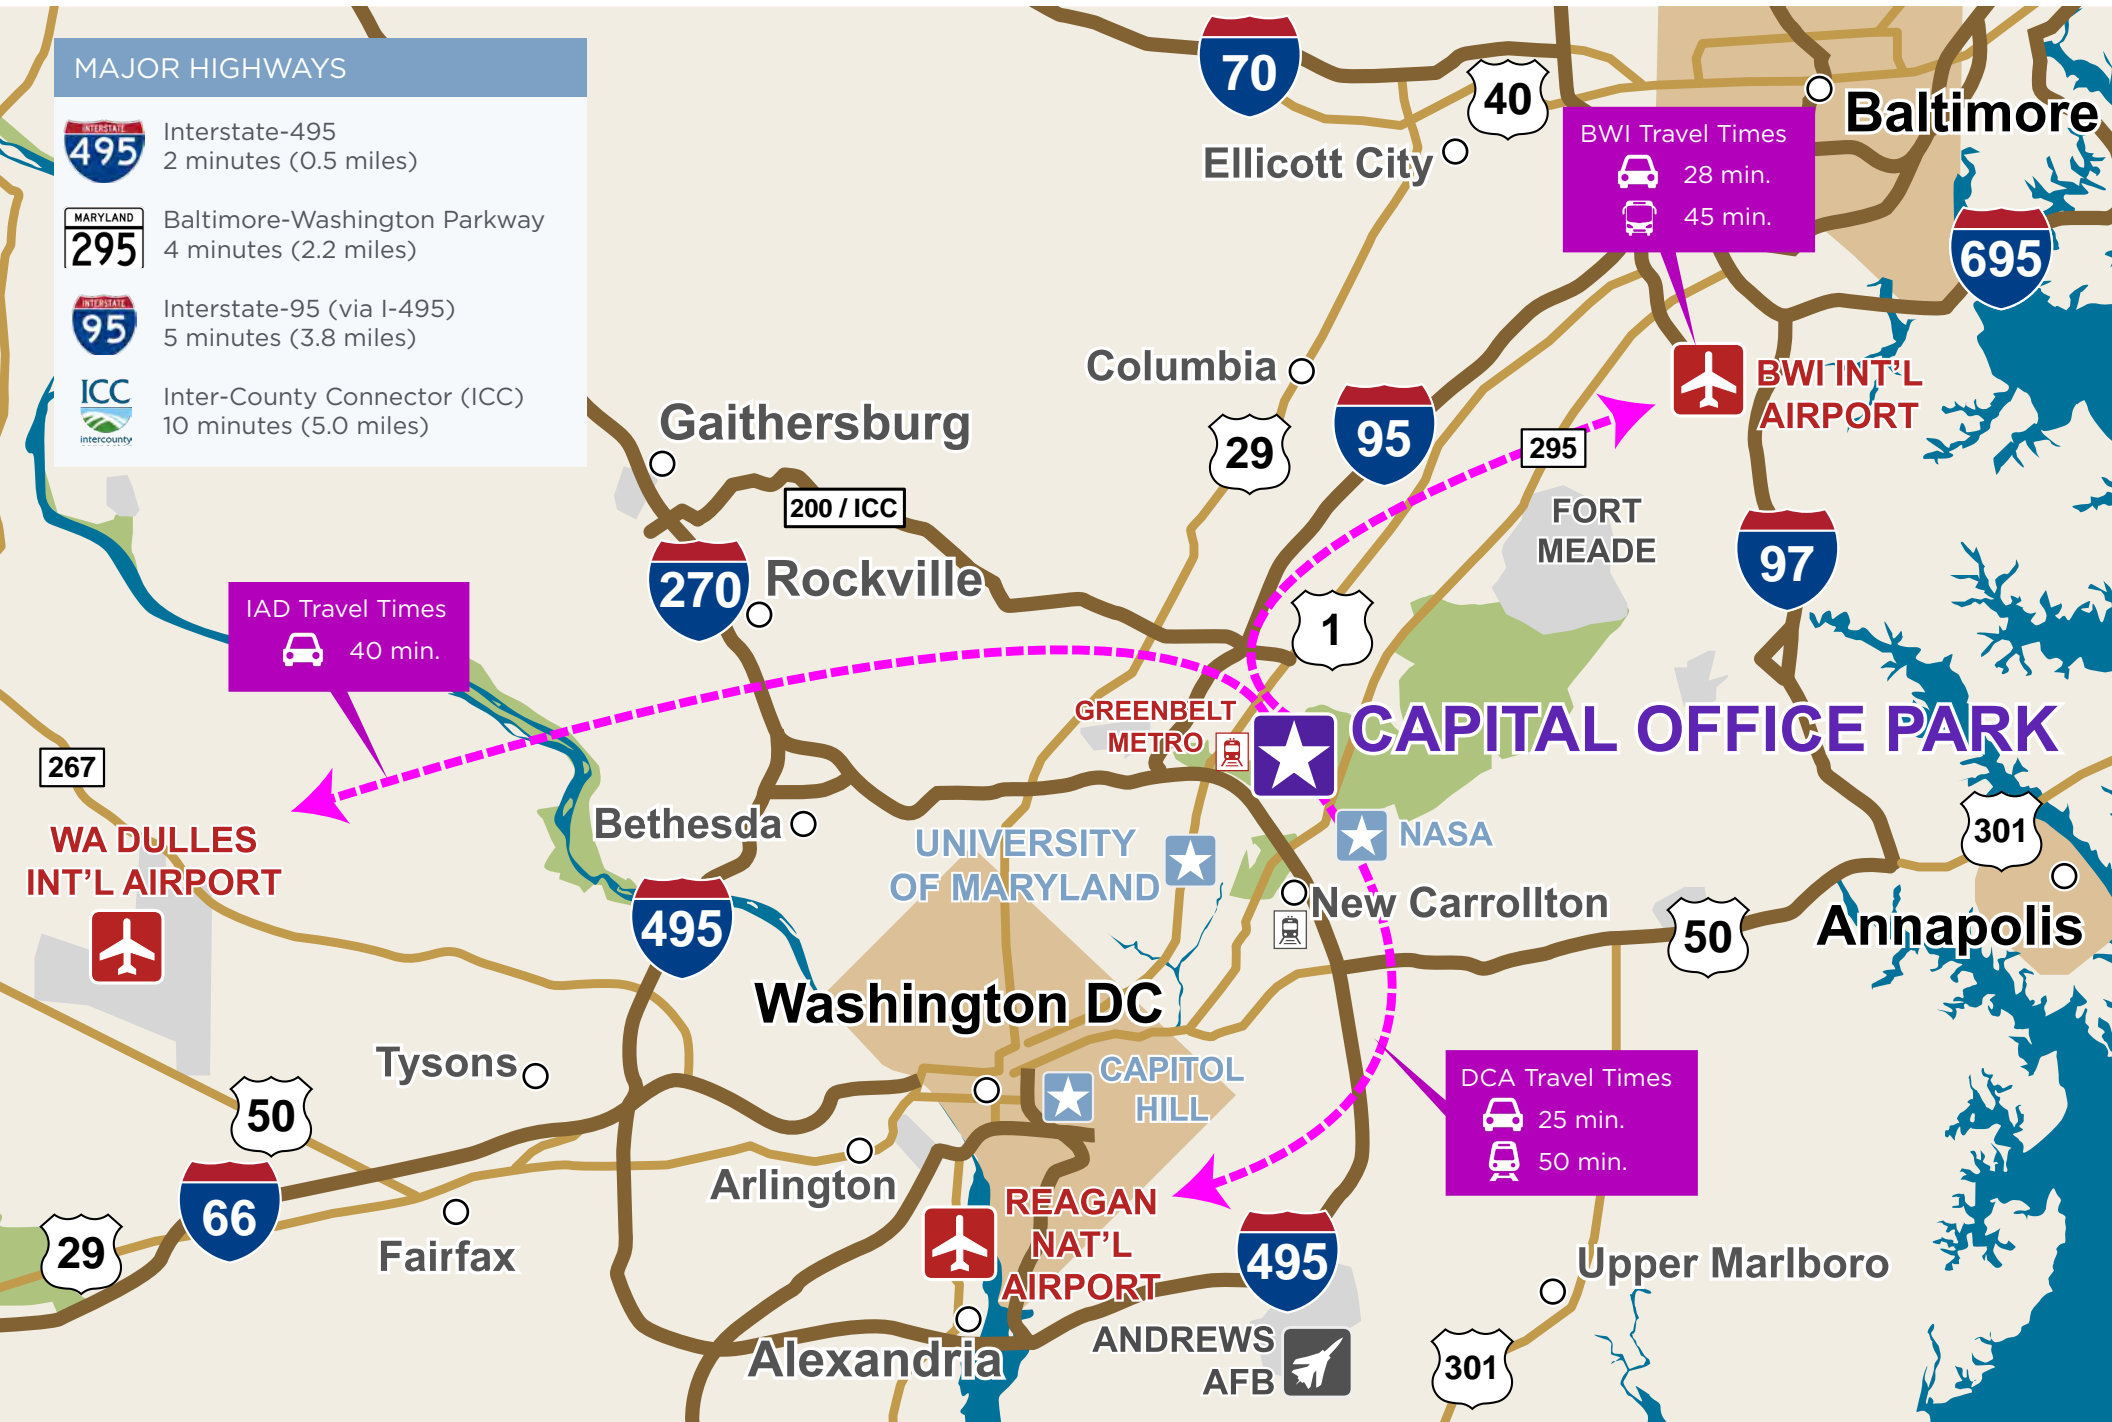 MAJOR HIGHWAYS
INTERSTATE
495
Interstate-495
2 minutes (0.5 miles)
MARYLAND
295
Baltimore-Washington Parkway
4 minutes (2.2 miles)
INTERSTATE
95
Interstate-95 (via I-495)
5 minutes (3.8 miles)
ICC
intercounty
Inter-County Connector (ICC)
10 minutes (5.0 miles)
70
40
Baltimore
Ellicott City
BWI Travel Times
28 min.
45 min.
695
Columbia
BWI INT'L
AIRPORT
Gaithersburg
29
95
295
200 / ICC
FORT
MEADE
97
270
Rockville
IAD Travel Times
40 min.
1
GREENBELT
METRO
CAPITAL OFFICE PARK
267
WA DULLES
INT'L AIRPORT
Bethesda
UNIVERSITY
OF MARYLAND
NASA
301
New Carrollton
495
50
Annapolis
Washington DC
Tysons
CAPITOL
HILL
DCA Travel Times
25 min.
50 min.
50
Arlington
66
REAGAN
NAT'L
AIRPORT
29
Fairfax
495
Upper Marlboro
Alexandria
ANDREWS
AFB
301